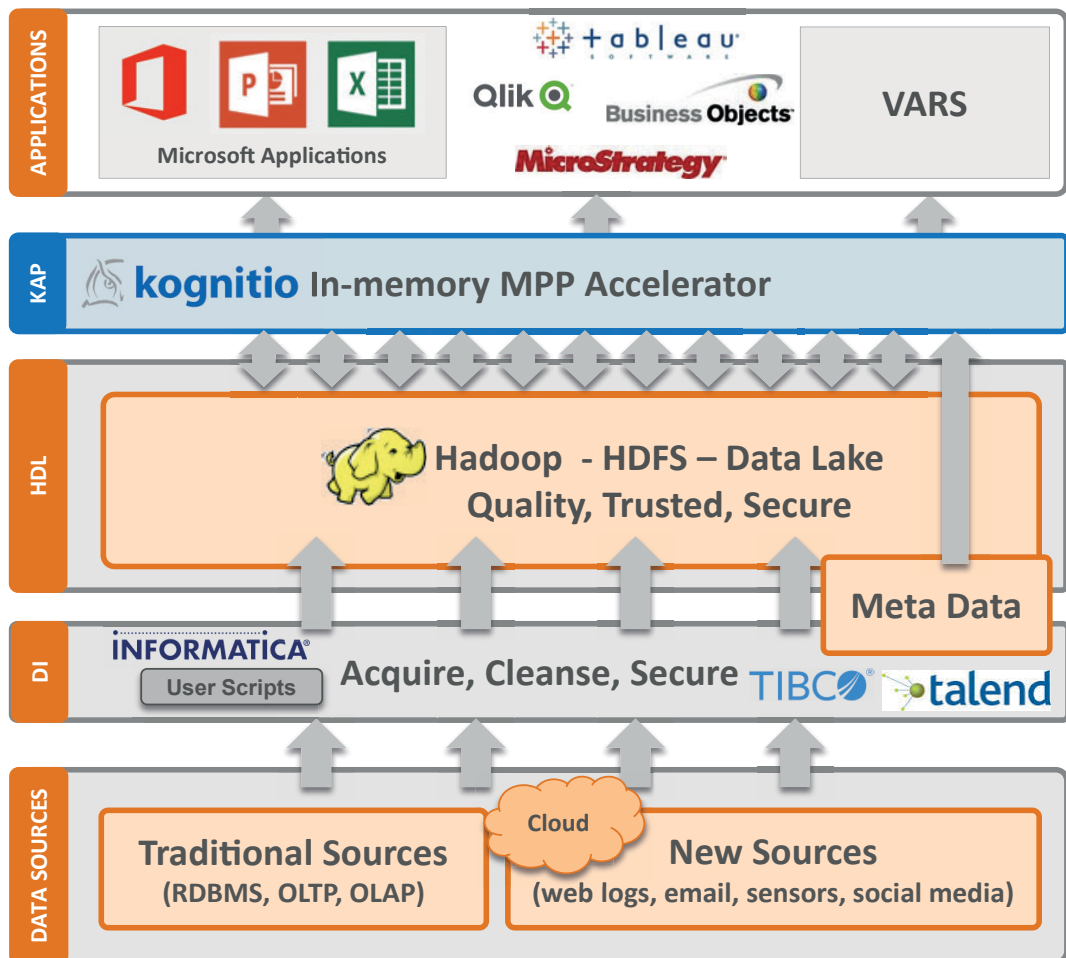 APPLICATIONS
P
X
Microsoft Applications
+ a b l e a u
S O F T W A R E
Qlik Q
Business Objects
MicroStrategy
VARS
KAP
kognitio In-memory MPP Accelerator
HDL
Hadoop - HDFS – Data Lake
Quality, Trusted, Secure
Meta Data
DI
INFORMATICA®
User Scripts
Acquire, Cleanse, Secure
TIBCO®
talend
DATA SOURCES
Cloud
Traditional Sources
(RDBMS, OLTP, OLAP)
New Sources
(web logs, email, sensors, social media)